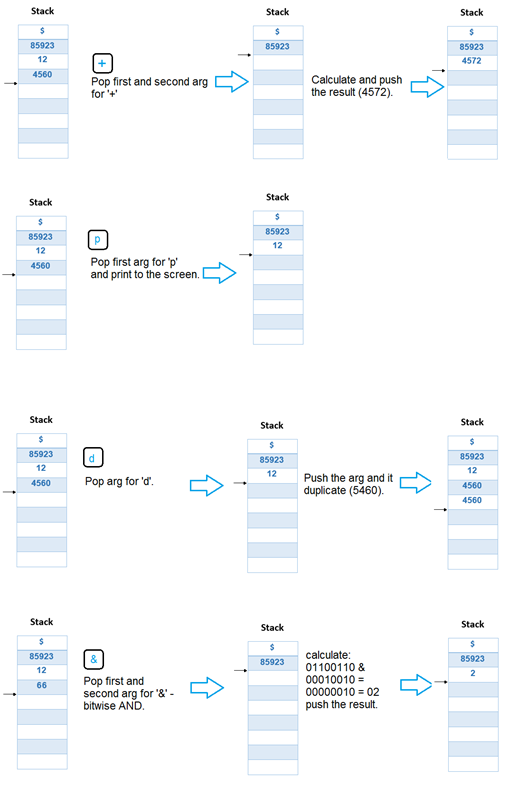 Stack
Stack
Stack
$
85923
12
4560
+
Pop first and second arg
for '+'
$
85923
Calculate and push
the result (4572).
$
85923
4572
Stack
Stack
$
85923
12
4560
p
Pop first arg for 'p'
and print to the screen.
$
85923
12
Stack
Stack
Stack
$
85923
12
4560
d
Pop arg for 'd'.
$
85923
12
Push the arg and it
duplicate (5460).
$
85923
12
4560
4560
Stack
Stack
Stack
$
85923
12
66
&
Pop first and
second arg for '&' -
bitwise AND.
$
85923
calculate:
01100110 &
00010010 =
00000010 = 02
push the result.
$
85923
2